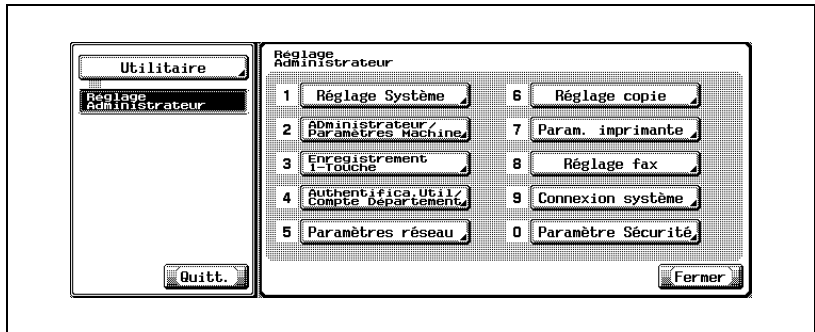 Utilitaire
Réglage
Administrateur
Quitt.
Réglage
Administrateur
1 Réglage Système
2 ADministrateur/
Paramètres Machine
3 Enregistrement
1-Touche
4 Authentifica.Util/
Compte Département
5 Paramètres réseau
6 Réglage copie
7 Param. imprimante
8 Réglage fax
9 Connexion système
0 Paramètre Sécurité
Fermer